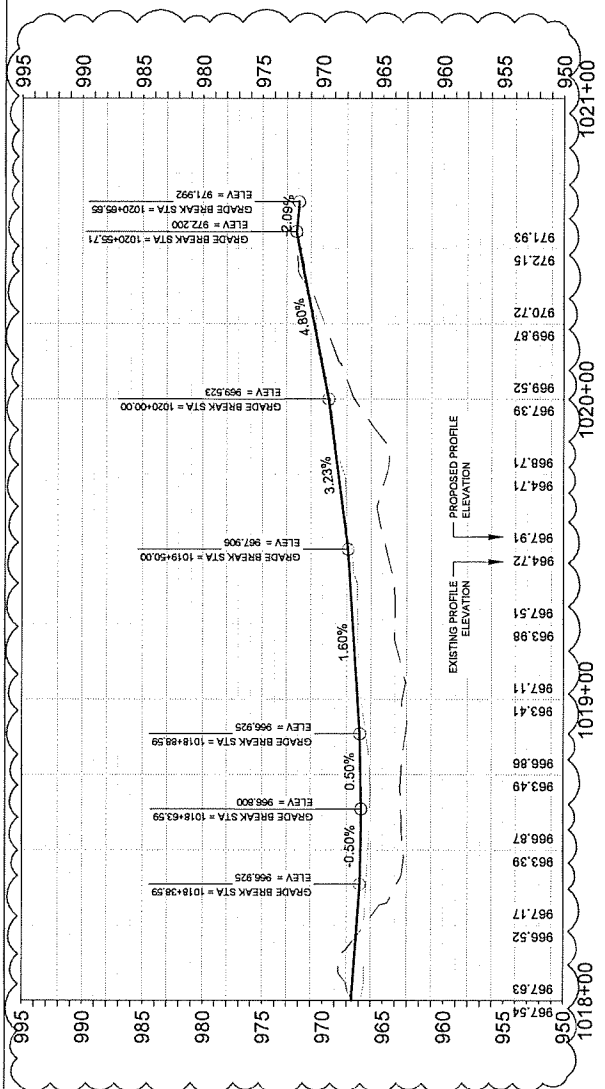 995
990
985
980
975
970
965
960
955
950
995
990
985
980
975
970
965
960
955
950
GRADE BREAK STA = 1018+38.59
ELEV = 966.925
GRADE BREAK STA = 1018+63.59
ELEV = 966.800
GRADE BREAK STA = 1018+88.59
ELEV = 966.925
GRADE BREAK STA = 1019+50.00
ELEV = 967.906
GRADE BREAK STA = 1020+00.00
ELEV = 969.523
GRADE BREAK STA = 1020+55.71
ELEV = 972.200
GRADE BREAK STA = 1020+65.65
ELEV = 971.992
-0.50%
0.50%
1.60%
3.23%
4.80%
-2.09%
EXISTING PROFILE
ELEVATION
PROPOSED PROFILE
ELEVATION
967.54
967.63
966.52
967.17
963.39
966.87
963.49
966.86
963.41
967.11
963.98
967.51
964.72
967.91
964.71
968.71
967.39
969.52
969.87
970.72
972.15
971.93
1018+00
1019+00
1020+00
1021+00